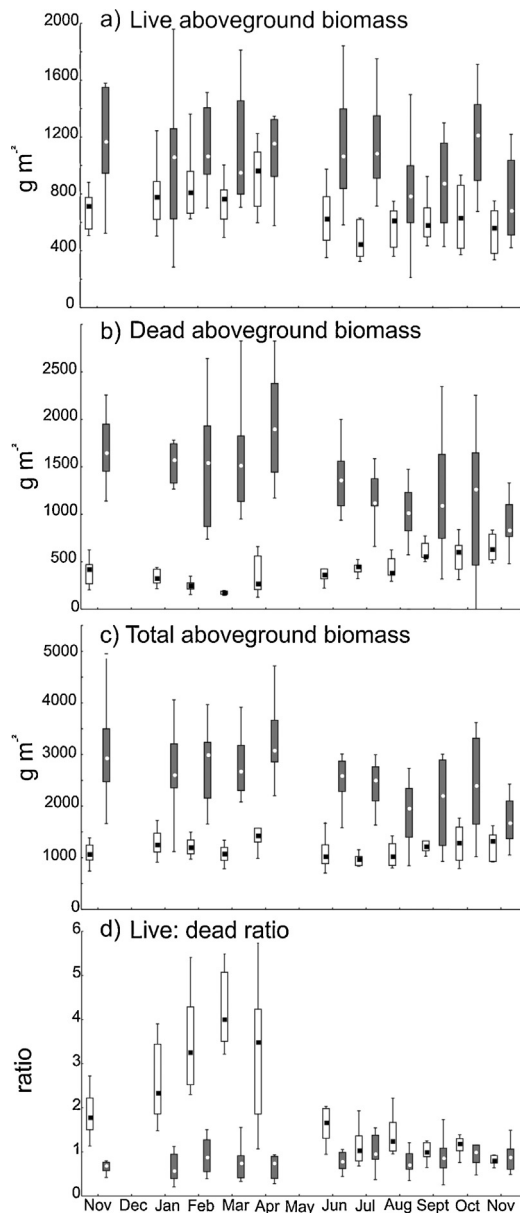 a) Live aboveground biomass
2000
1600
1200
800
400
0
g m⁻²
b) Dead aboveground biomass
2500
2000
1500
1000
500
0
g m⁻²
c) Total aboveground biomass
5000
4000
3000
2000
1000
0
g m⁻²
d) Live: dead ratio
6
5
4
3
2
1
0
ratio
Nov Dec Jan Feb Mar Apr May Jun Jul Aug Sept Oct Nov